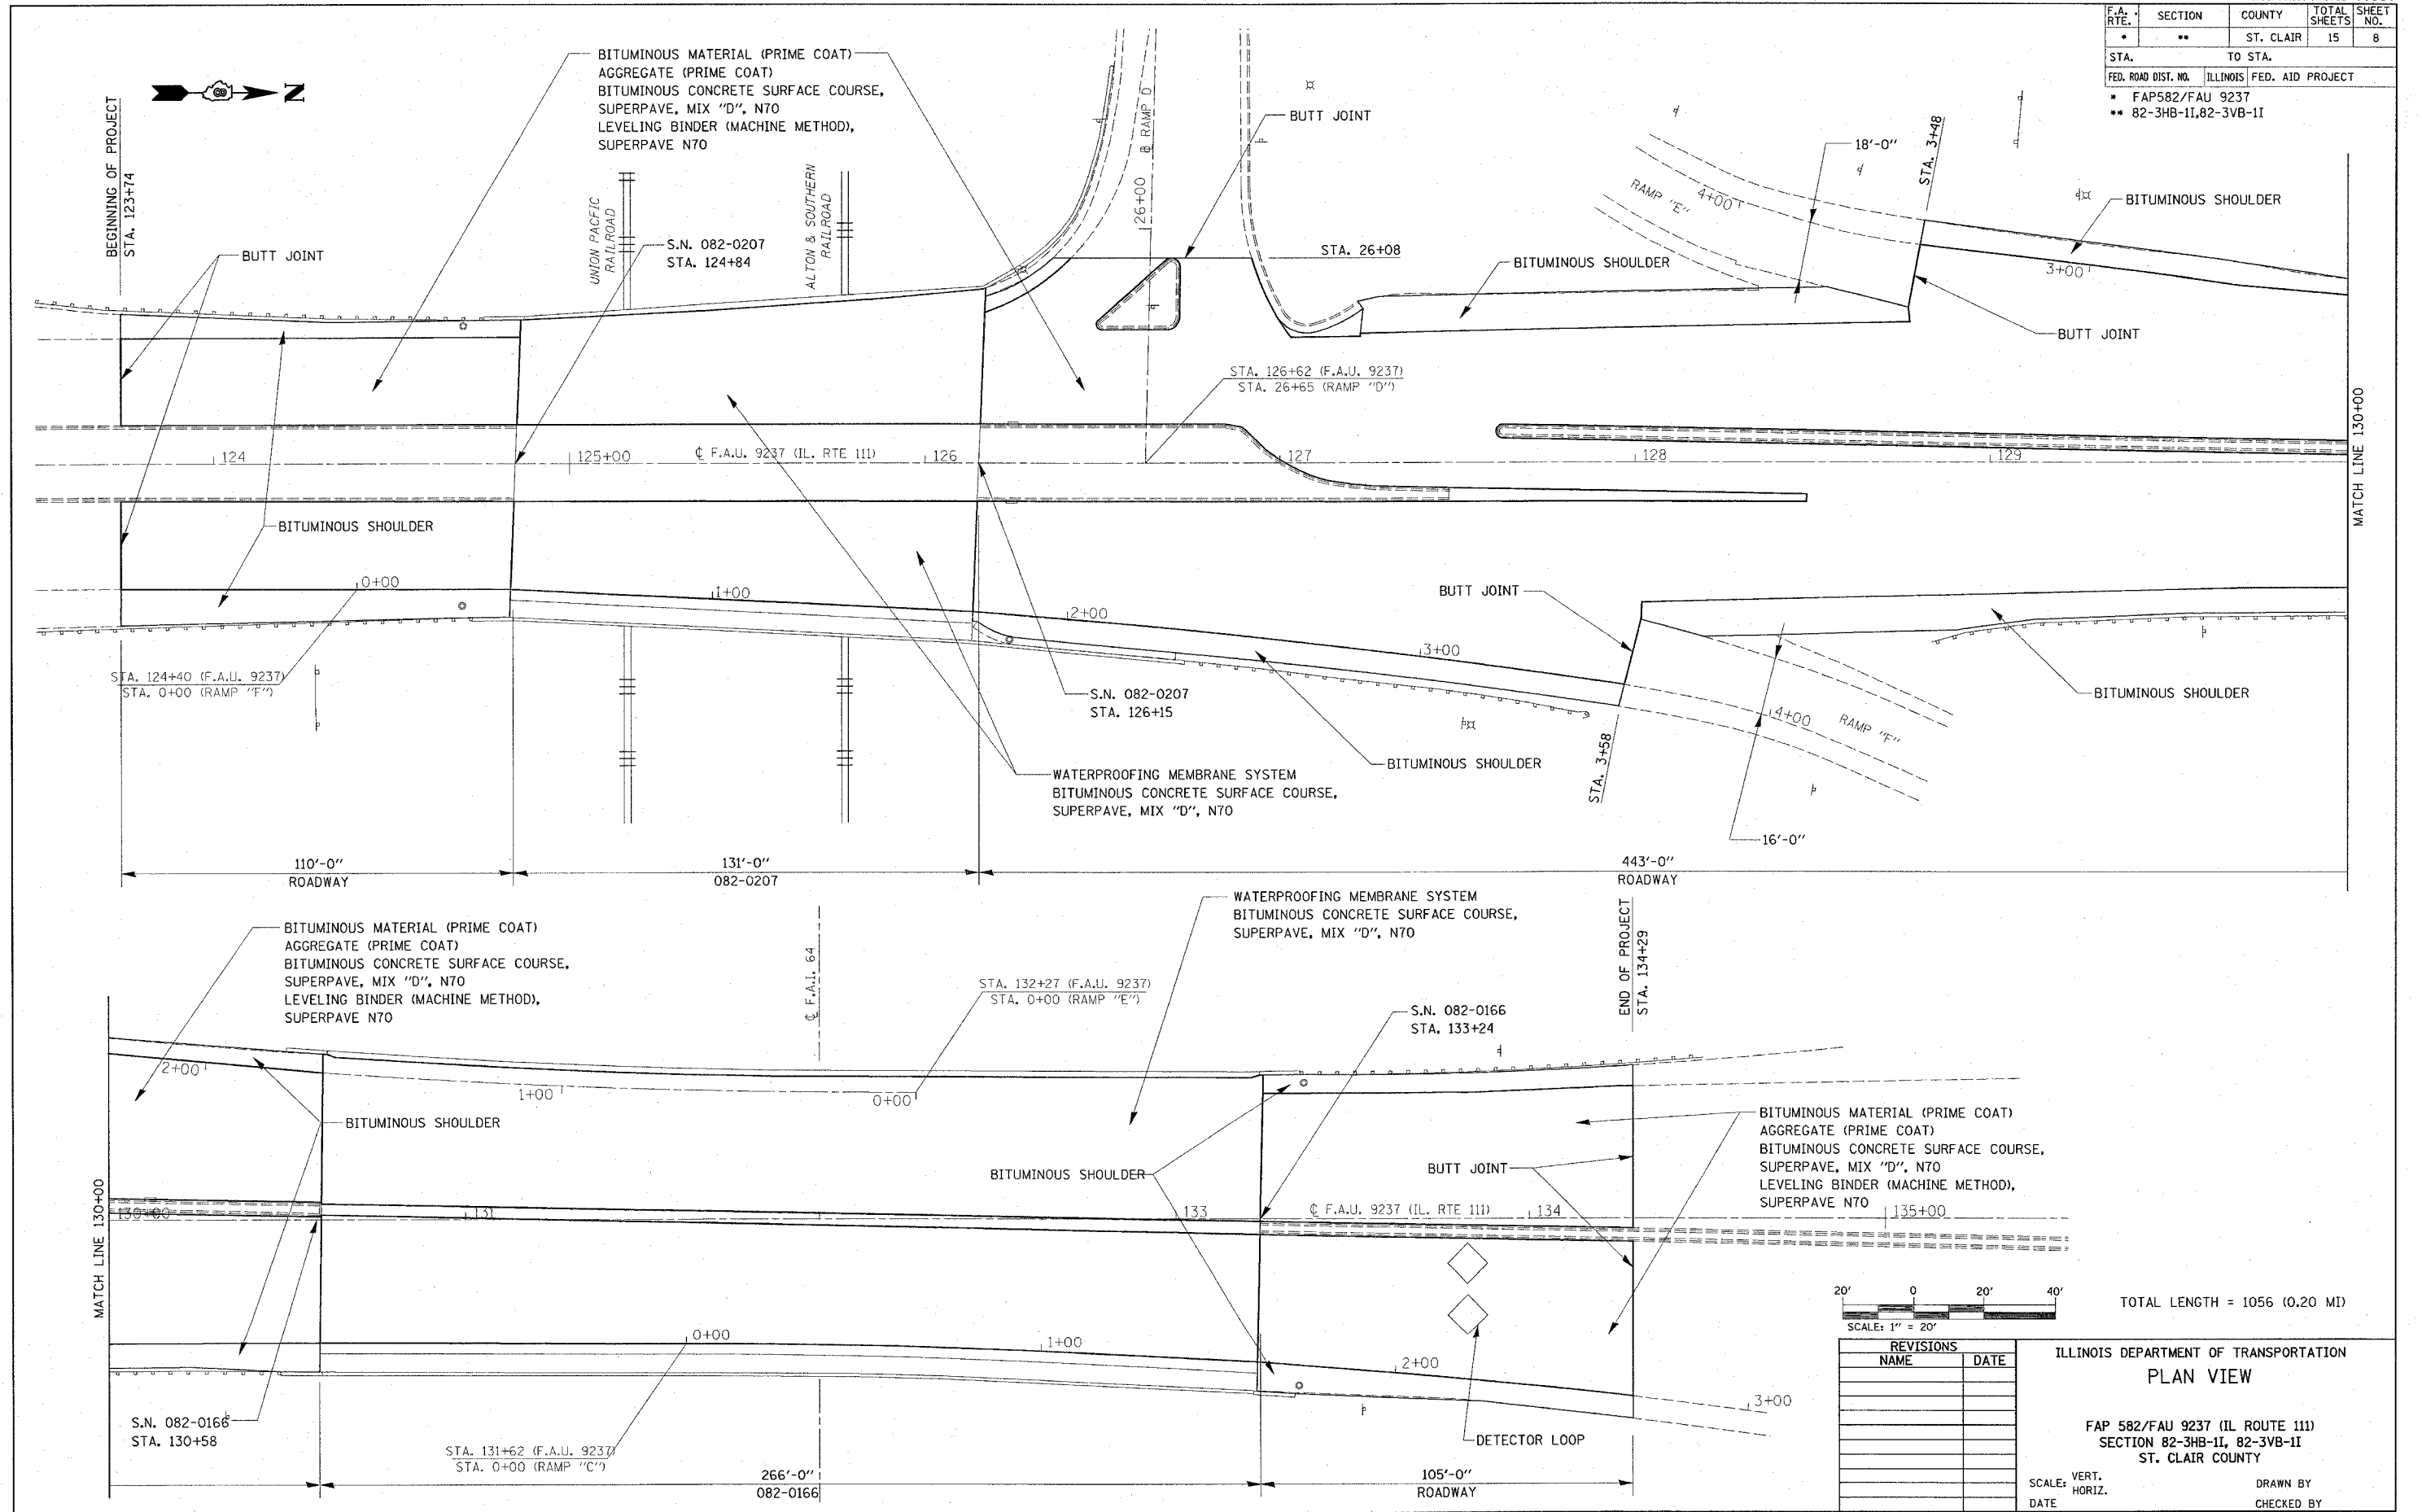 F.A. RTE. SECTION COUNTY TOTAL SHEETS SHEET NO.
* ** ST. CLAIR 15 8
STA. TO STA.
FED. ROAD DIST. NO. ILLINOIS FED. AID PROJECT
* FAP582/FAU 9237
** 82-3HB-1I,82-3VB-1I
N
BEGINNING OF PROJECT
STA. 123+74
BUTT JOINT
BITUMINOUS MATERIAL (PRIME COAT)
AGGREGATE (PRIME COAT)
BITUMINOUS CONCRETE SURFACE COURSE,
SUPERPAVE, MIX "D", N70
LEVELING BINDER (MACHINE METHOD),
SUPERPAVE N70
UNION PACFIC
RAILROAD
S.N. 082-0207
STA. 124+84
ALTON & SOUTHERN
RAILROAD
RAMP D
126+00
BUTT JOINT
STA. 26+08
BITUMINOUS SHOULDER
RAMP "E"
4+00
18'-0"
STA. 3+48
BITUMINOUS SHOULDER
3+00
BUTT JOINT
STA. 126+62 (F.A.U. 9237)
STA. 26+65 (RAMP "D")
124
125+00
℄ F.A.U. 9237 (IL. RTE 111)
126
127
128
129
MATCH LINE 130+00
BITUMINOUS SHOULDER
0+00
1+00
2+00
3+00
BUTT JOINT
STA. 124+40 (F.A.U. 9237)
STA. 0+00 (RAMP "F")
S.N. 082-0207
STA. 126+15
BITUMINOUS SHOULDER
STA. 3+58
4+00
RAMP "F"
BITUMINOUS SHOULDER
16'-0"
WATERPROOFING MEMBRANE SYSTEM
BITUMINOUS CONCRETE SURFACE COURSE,
SUPERPAVE, MIX "D", N70
110'-0"
ROADWAY
131'-0"
082-0207
443'-0"
ROADWAY
BITUMINOUS MATERIAL (PRIME COAT)
AGGREGATE (PRIME COAT)
BITUMINOUS CONCRETE SURFACE COURSE,
SUPERPAVE, MIX "D", N70
LEVELING BINDER (MACHINE METHOD),
SUPERPAVE N70
℄ F.A.I. 64
STA. 132+27 (F.A.U. 9237)
STA. 0+00 (RAMP "E")
WATERPROOFING MEMBRANE SYSTEM
BITUMINOUS CONCRETE SURFACE COURSE,
SUPERPAVE, MIX "D", N70
S.N. 082-0166
STA. 133+24
END OF PROJECT
STA. 134+29
2+00
1+00
0+00
BITUMINOUS SHOULDER
BITUMINOUS SHOULDER
BUTT JOINT
BITUMINOUS MATERIAL (PRIME COAT)
AGGREGATE (PRIME COAT)
BITUMINOUS CONCRETE SURFACE COURSE,
SUPERPAVE, MIX "D", N70
LEVELING BINDER (MACHINE METHOD),
SUPERPAVE N70
MATCH LINE 130+00
130+00
131
133
℄ F.A.U. 9237 (IL. RTE 111)
134
135+00
0+00
1+00
2+00
3+00
S.N. 082-0166
STA. 130+58
STA. 131+62 (F.A.U. 9237)
STA. 0+00 (RAMP "C")
DETECTOR LOOP
266'-0"
082-0166
105'-0"
ROADWAY
20' 0 20' 40'
SCALE: 1" = 20'
TOTAL LENGTH = 1056 (0.20 MI)
REVISIONS
NAME DATE
ILLINOIS DEPARTMENT OF TRANSPORTATION
PLAN VIEW
FAP 582/FAU 9237 (IL ROUTE 111)
SECTION 82-3HB-1I, 82-3VB-1I
ST. CLAIR COUNTY
SCALE: VERT. HORIZ.
DRAWN BY
DATE
CHECKED BY